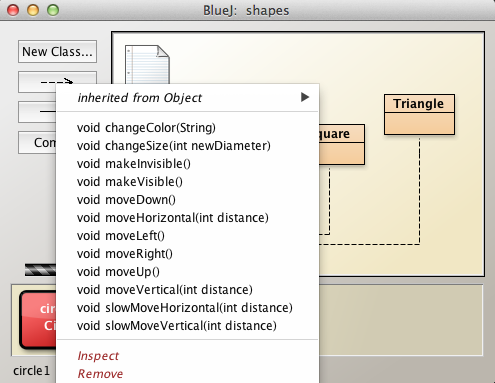 BlueJ: shapes
New Class...
inherited from Object
void changeColor(String)
void changeSize(int newDiameter)
void makeInvisible()
void makeVisible()
void moveDown()
void moveHorizontal(int distance)
void moveLeft()
void moveRight()
void moveUp()
void moveVertical(int distance)
void slowMoveHorizontal(int distance)
void slowMoveVertical(int distance)
Inspect
Remove
Triangle
quare
Com
cir
Ci
circle1